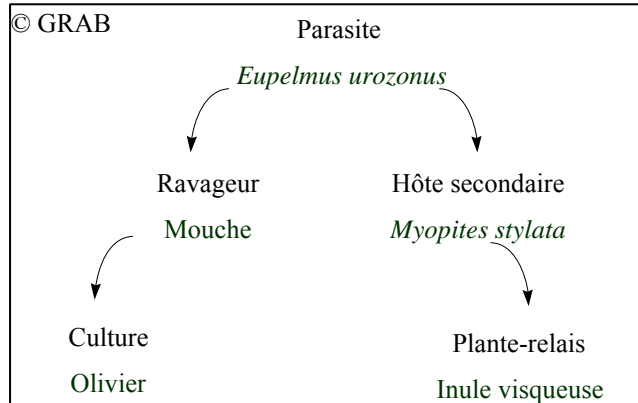 © GRAB
Parasite
Eupelmus urozonus
Ravageur
Hôte secondaire
Mouche
Myopites stylata
Culture
Plante-relais
Olivier
Inule visqueuse